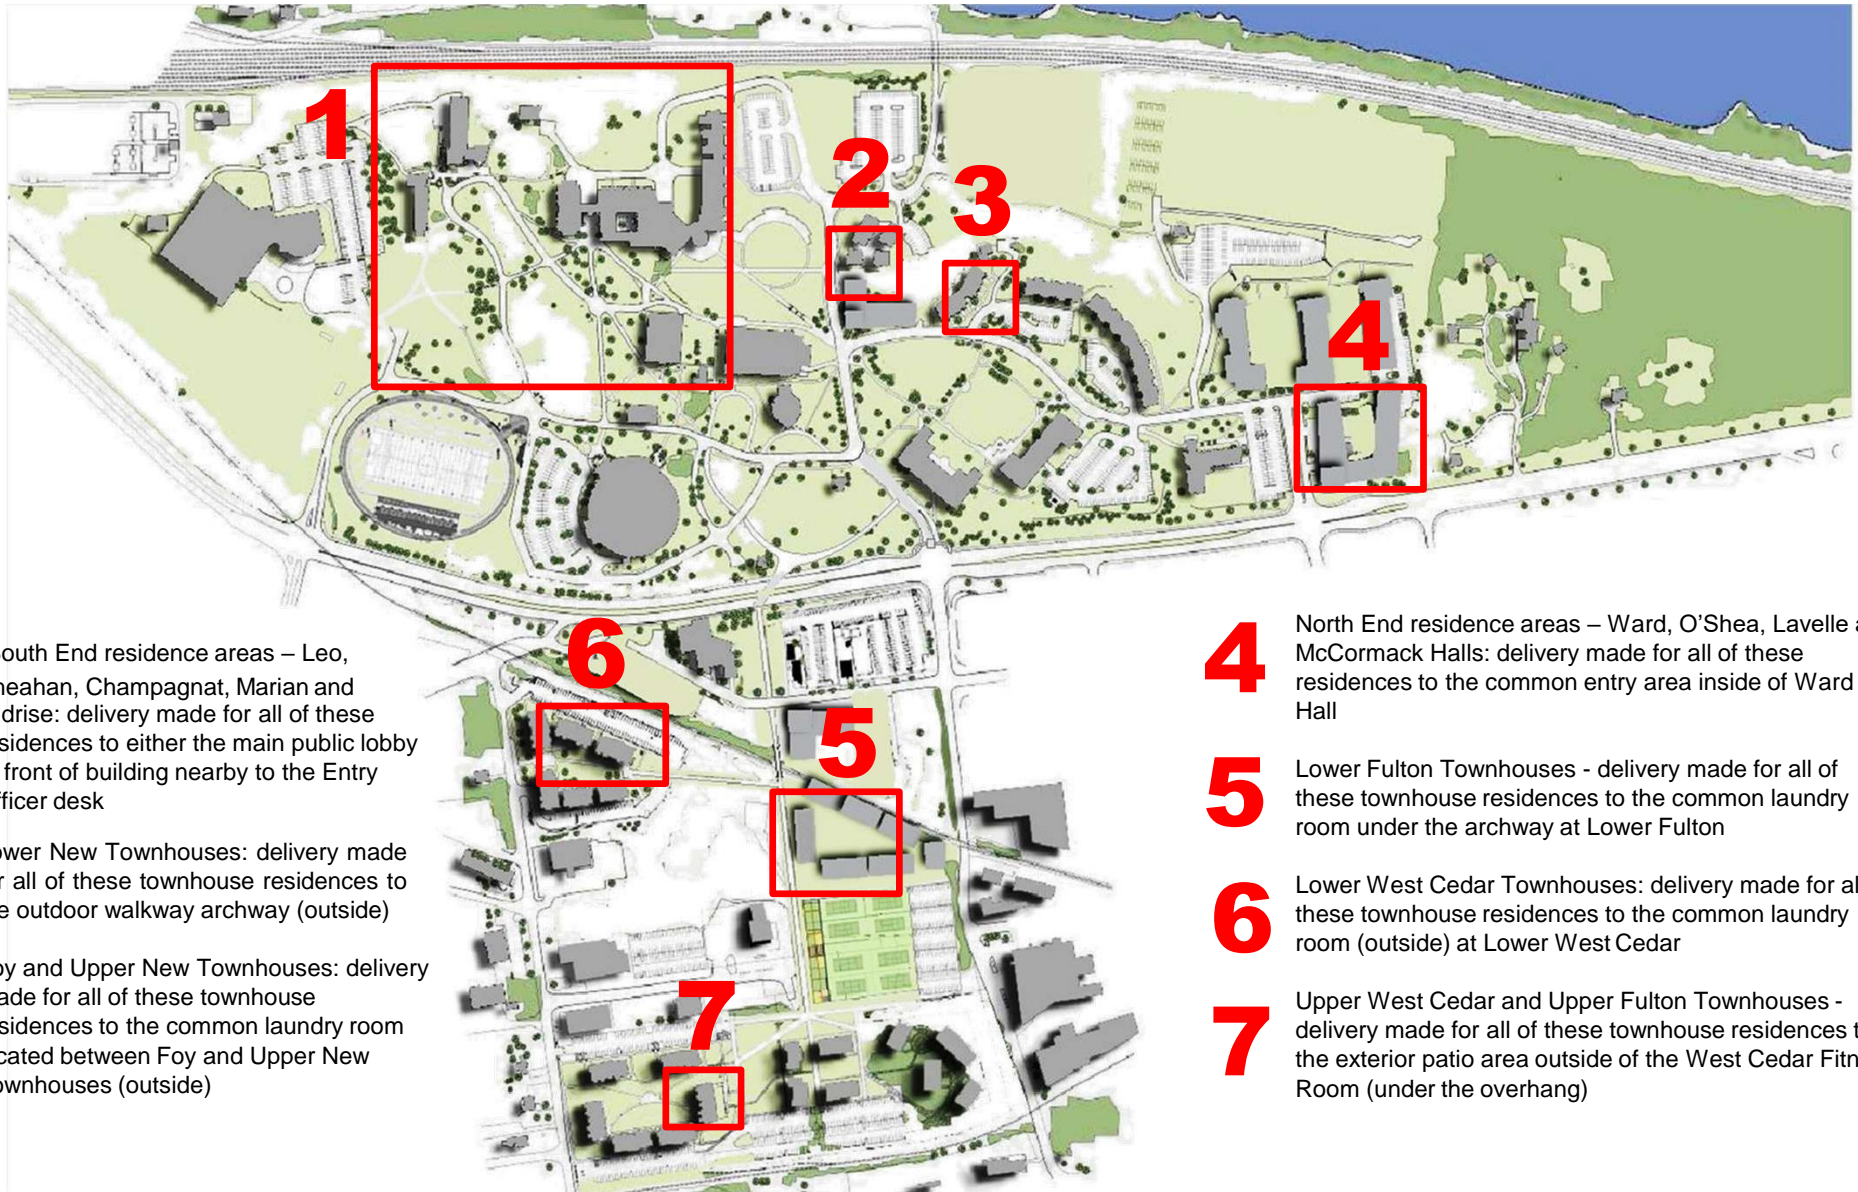 1
2
3
4
6
5
7
outh End residence areas – Leo,
heahan, Champagnat, Marian and
drise: delivery made for all of these
sidences to either the main public lobby
front of building nearby to the Entry
fficer desk
ower New Townhouses: delivery made
r all of these townhouse residences to
e outdoor walkway archway (outside)
oy and Upper New Townhouses: delivery
ade for all of these townhouse
sidences to the common laundry room
cated between Foy and Upper New
ownhouses (outside)
4
North End residence areas – Ward, O’Shea, Lavelle a
McCormack Halls: delivery made for all of these
residences to the common entry area inside of Ward
Hall
5
Lower Fulton Townhouses - delivery made for all of
these townhouse residences to the common laundry
room under the archway at Lower Fulton
6
Lower West Cedar Townhouses: delivery made for al
these townhouse residences to the common laundry
room (outside) at Lower West Cedar
7
Upper West Cedar and Upper Fulton Townhouses -
delivery made for all of these townhouse residences t
the exterior patio area outside of the West Cedar Fitn
Room (under the overhang)